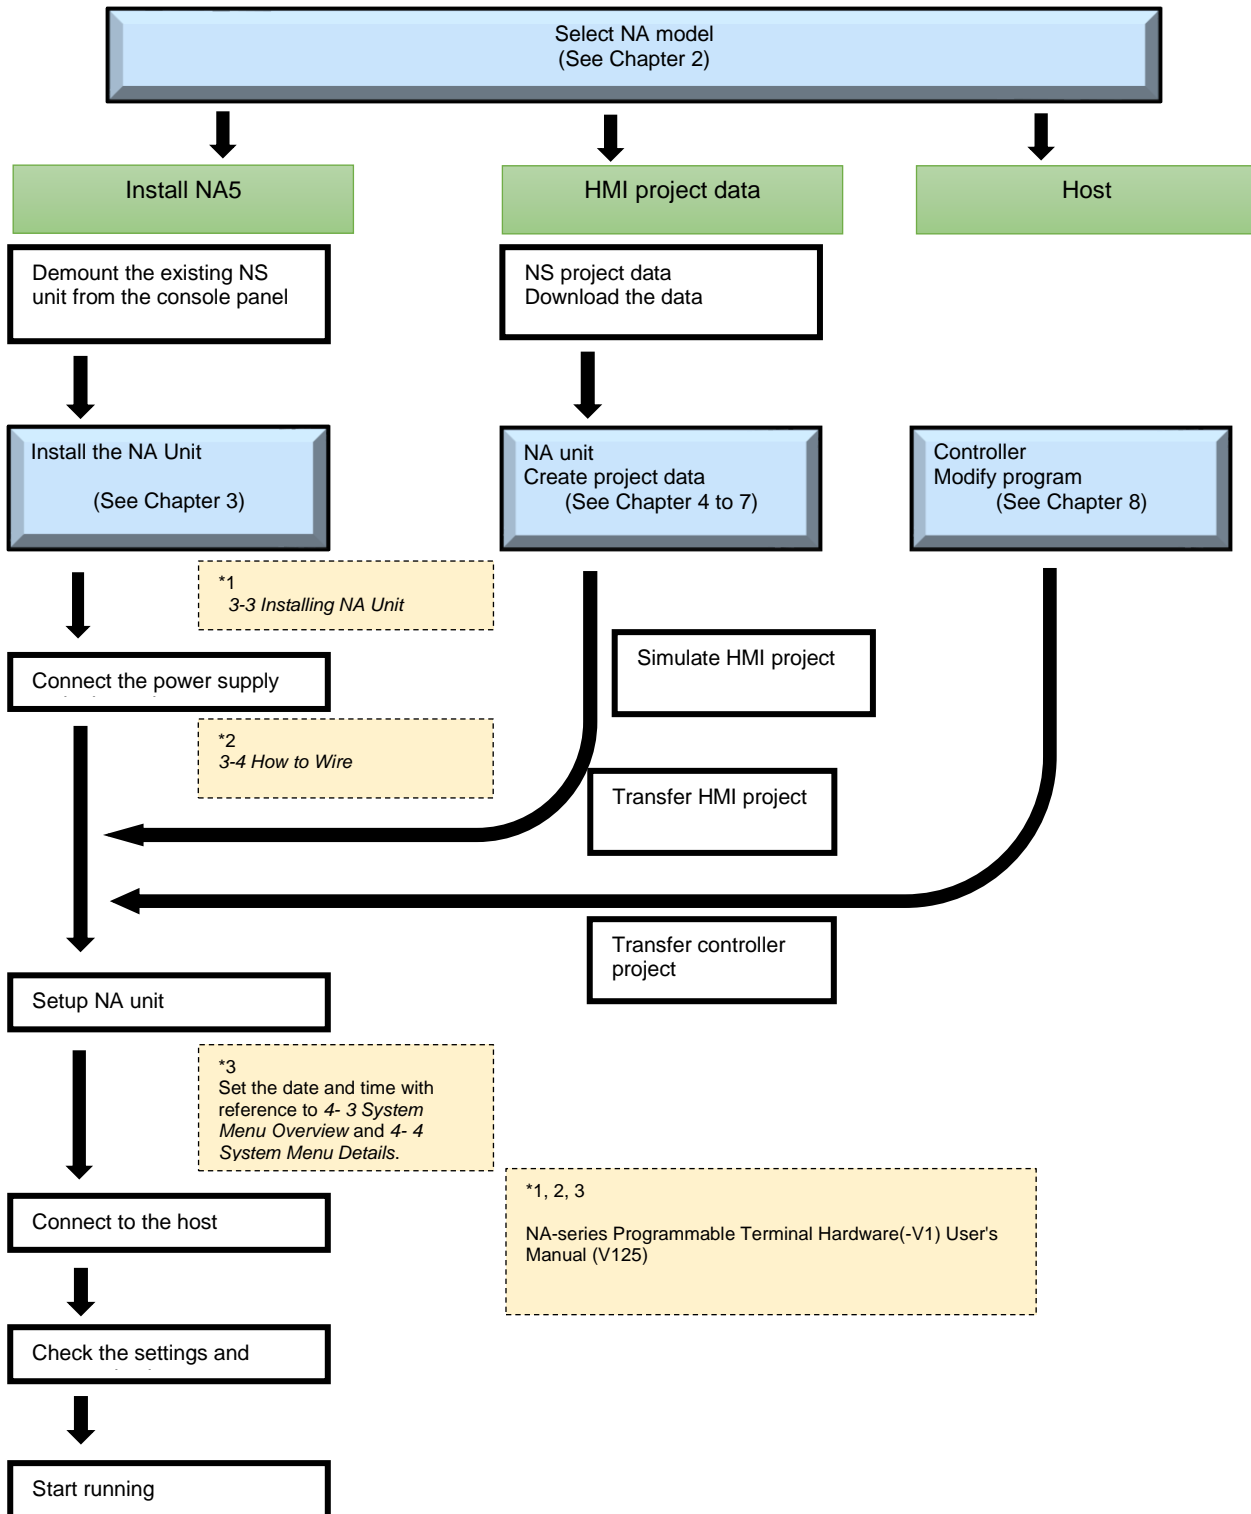 Select NA model
(See Chapter 2)
Install NA5
HMI project data
Host
Demount the existing NS
unit from the console panel
NS project data
Download the data
Install the NA Unit
(See Chapter 3)
NA unit
Create project data
(See Chapter 4 to 7)
Controller
Modify program
(See Chapter 8)
*1
3-3 Installing NA Unit
Simulate HMI project
Connect the power supply
*2
3-4 How to Wire
Transfer HMI project
Transfer controller
project
Setup NA unit
*3
Set the date and time with
reference to 4- 3 System
Menu Overview and 4- 4
System Menu Details.
*1, 2, 3
NA-series Programmable Terminal Hardware(-V1) User's
Manual (V125)
Connect to the host
Check the settings and
Start running